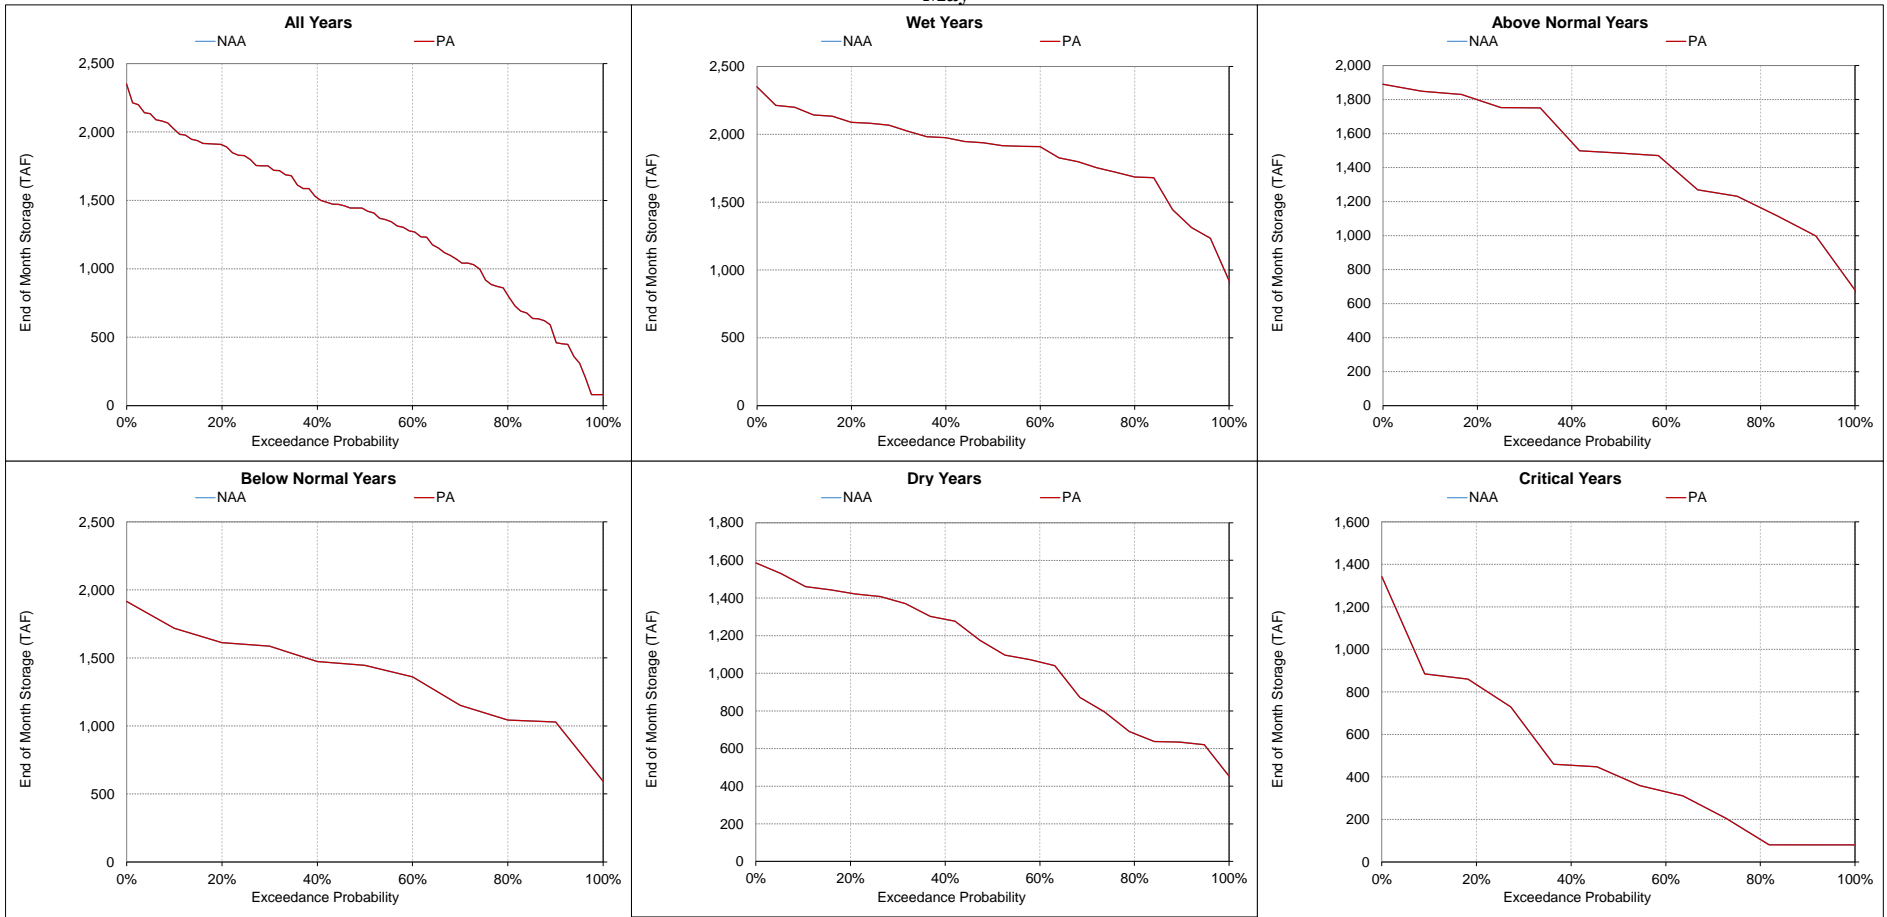 May
All Years
NAA PA
2,500
2,000
1,500
1,000
500
0
End of Month Storage (TAF)
0% 20% 40% 60% 80% 100%
Exceedance Probability
Wet Years
NAA PA
2,500
2,000
1,500
1,000
500
0
End of Month Storage (TAF)
0% 20% 40% 60% 80% 100%
Exceedance Probability
Above Normal Years
NAA PA
2,000
1,800
1,600
1,400
1,200
1,000
800
600
400
200
0
End of Month Storage (TAF)
0% 20% 40% 60% 80% 100%
Exceedance Probability
Below Normal Years
NAA PA
2,500
2,000
1,500
1,000
500
0
End of Month Storage (TAF)
0% 20% 40% 60% 80% 100%
Exceedance Probability
Dry Years
NAA PA
1,800
1,600
1,400
1,200
1,000
800
600
400
200
0
End of Month Storage (TAF)
0% 20% 40% 60% 80% 100%
Exceedance Probability
Critical Years
NAA PA
1,600
1,400
1,200
1,000
800
600
400
200
0
End of Month Storage (TAF)
0% 20% 40% 60% 80% 100%
Exceedance Probability